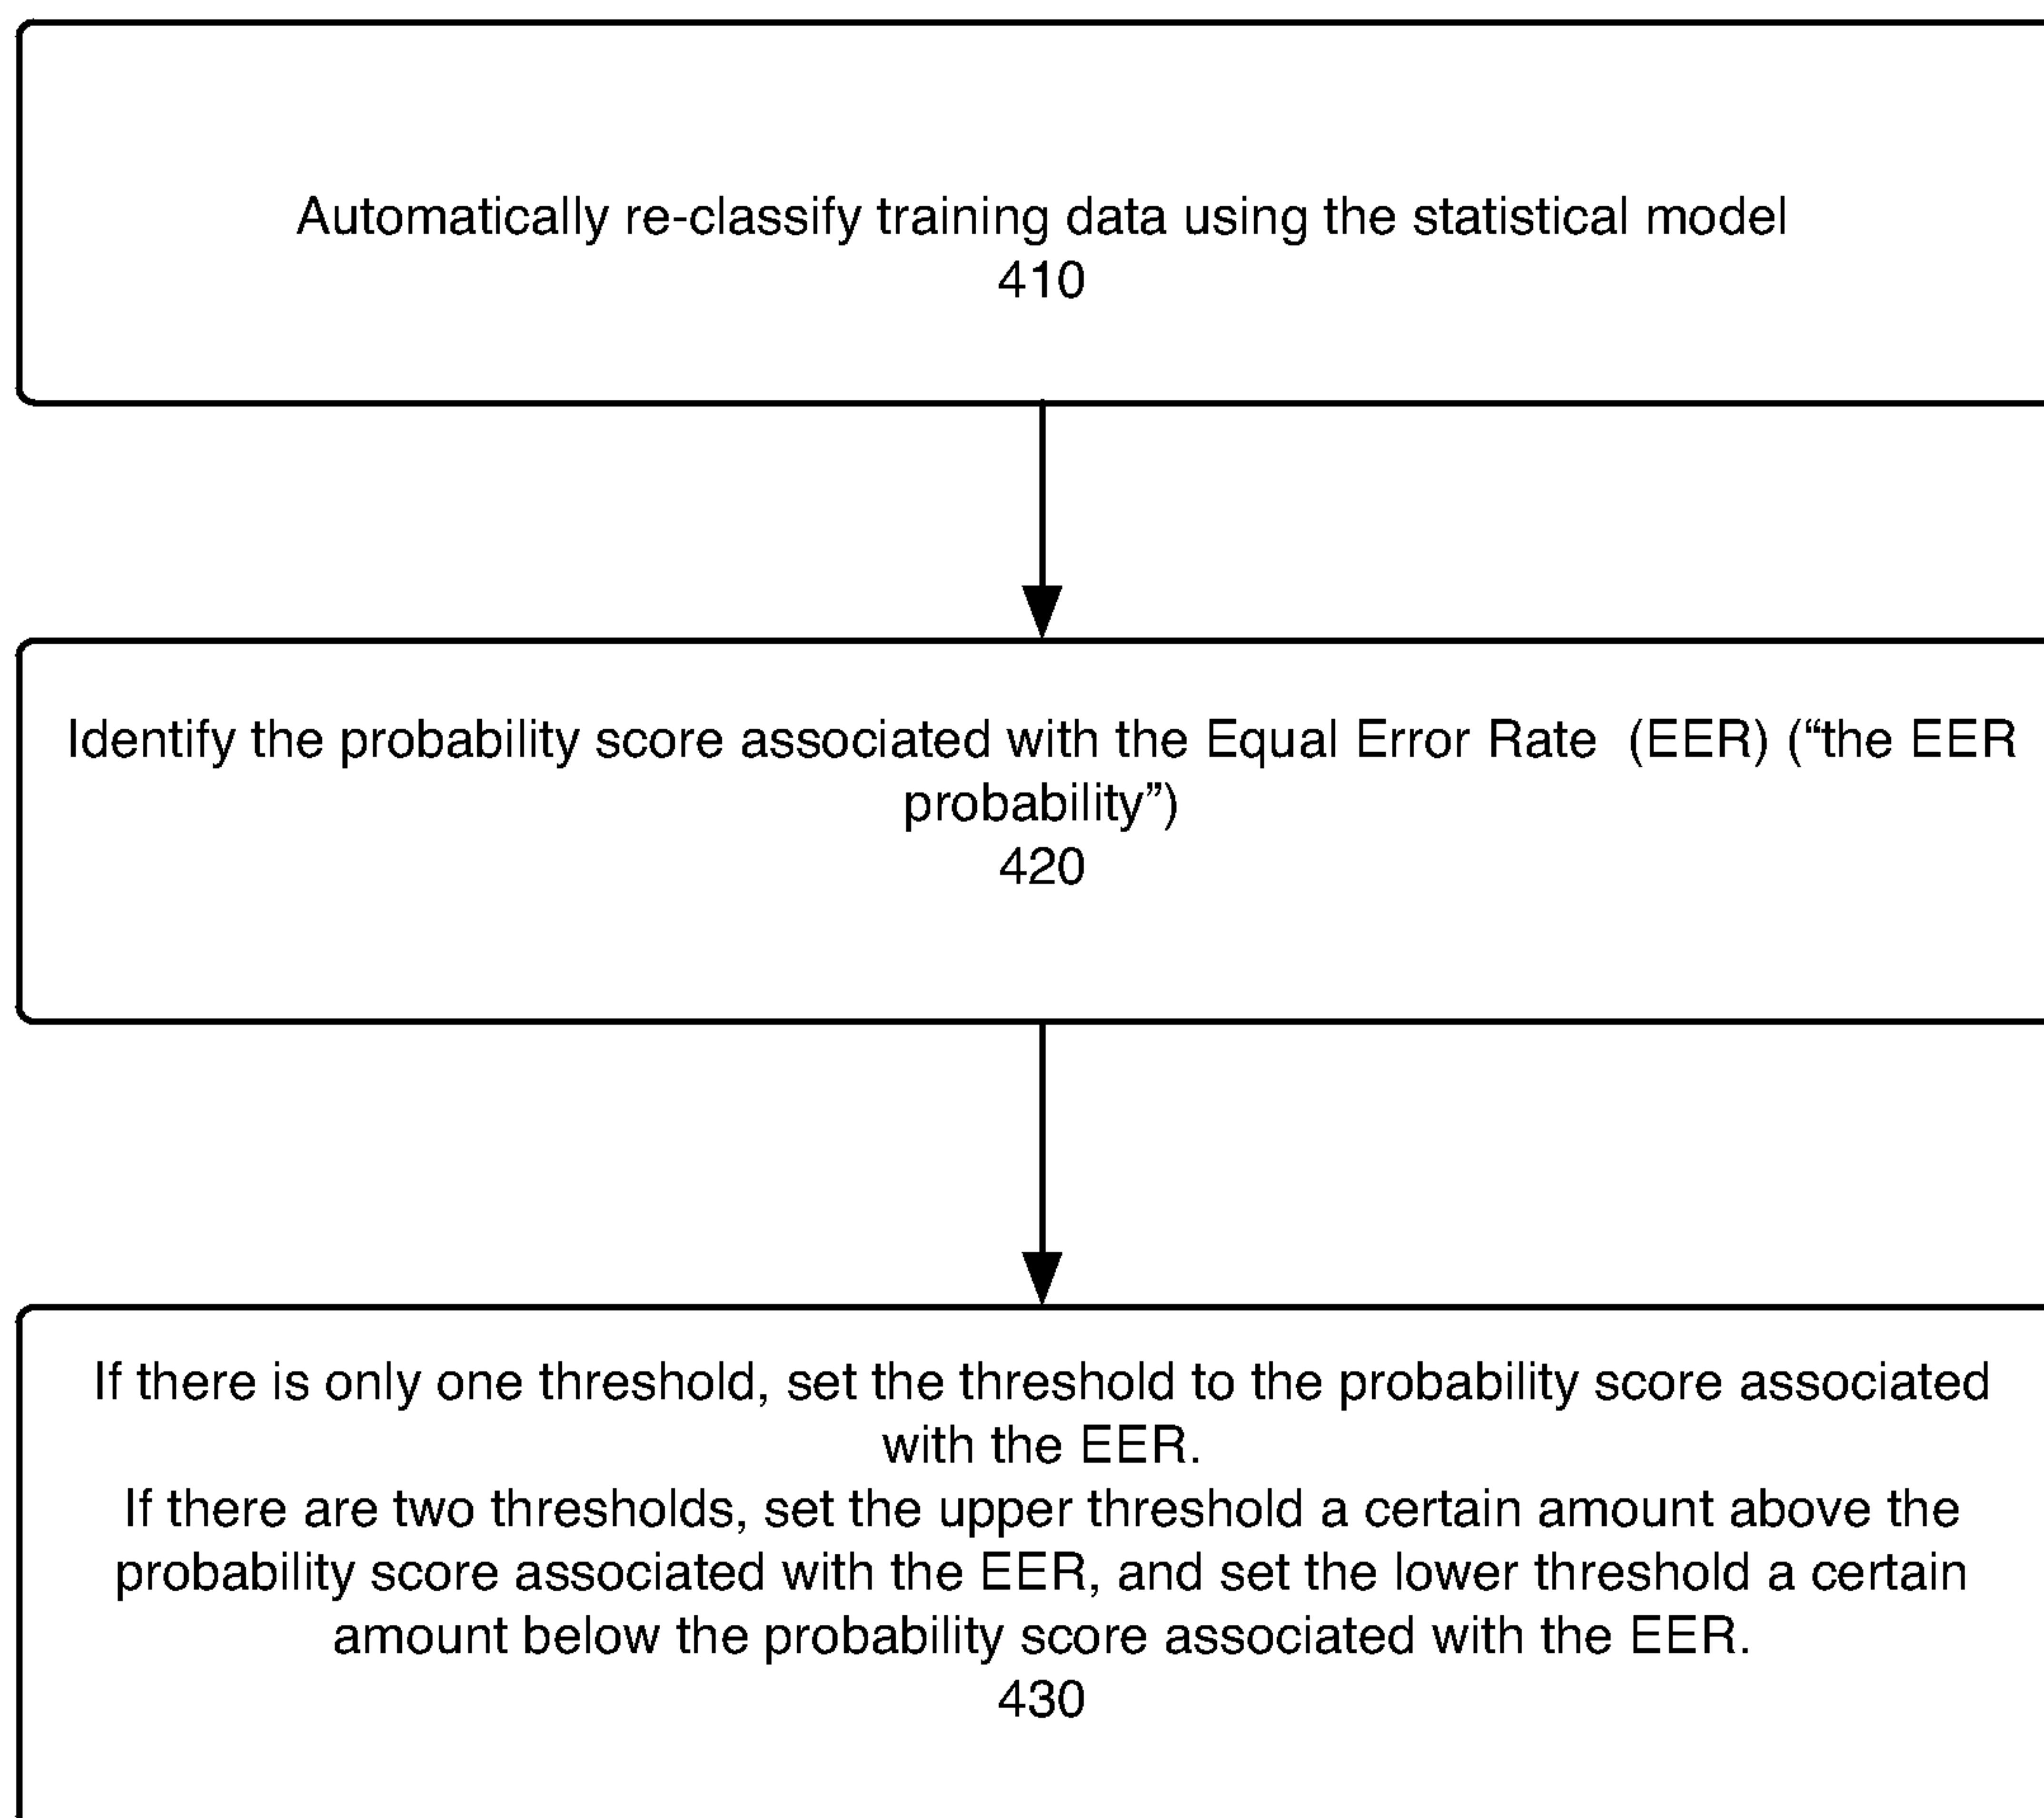 Automatically re-classify training data using the statistical model
410
Identify the probability score associated with the Equal Error Rate  (EER) (“the EER
probability”)
420
If there is only one threshold, set the threshold to the probability score associated
with the EER.
If there are two thresholds, set the upper threshold a certain amount above the
probability score associated with the EER, and set the lower threshold a certain
amount below the probability score associated with the EER.
430